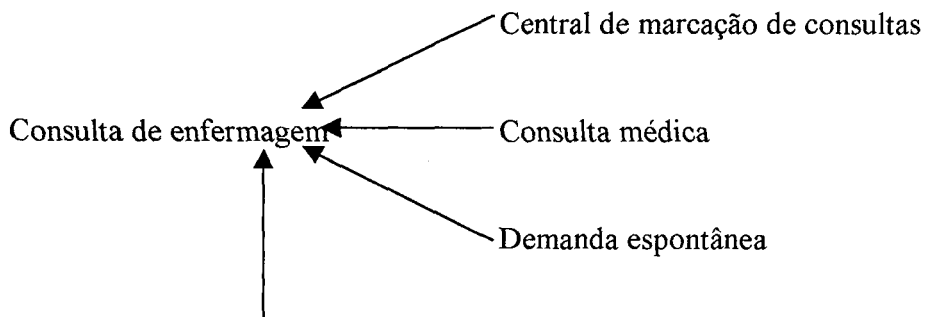 Central de marcação de consultas
Consulta de enfermagem
Consulta médica
Demanda espontânea